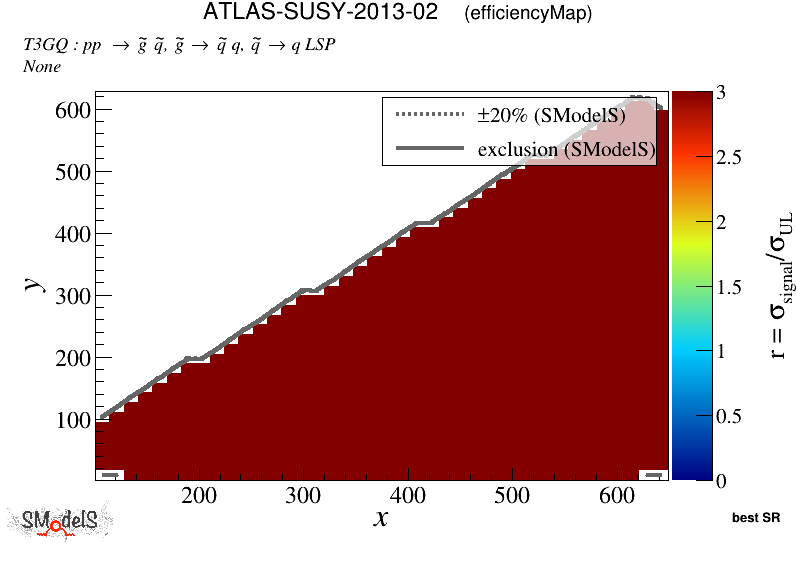 ATLAS-SUSY-2013-02 (efficiencyMap)
T3GQ : pp → g̃ q̃, g̃ → q̃ q, q̃ → q LSP
None
±20% (SModelS)
exclusion (SModelS)
600
500
400
300
200
100
y
200 300 400 500 600
x
3
2.5
2
1.5
1
0.5
0
r = σsignal/σUL
SModelS
best SR